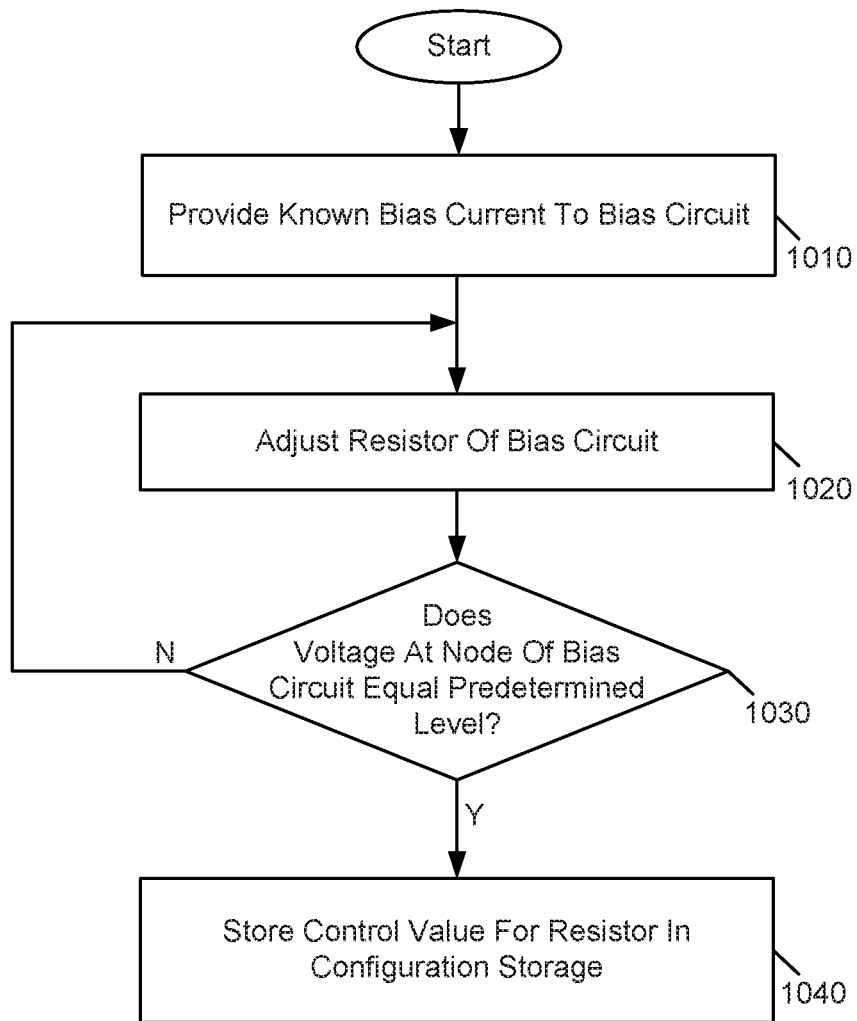 Start
Provide Known Bias Current To Bias Circuit
1010
Adjust Resistor Of Bias Circuit
1020
Does
Voltage At Node Of Bias
Circuit Equal Predetermined
Level?
N
1030
Y
Store Control Value For Resistor In
Configuration Storage
1040